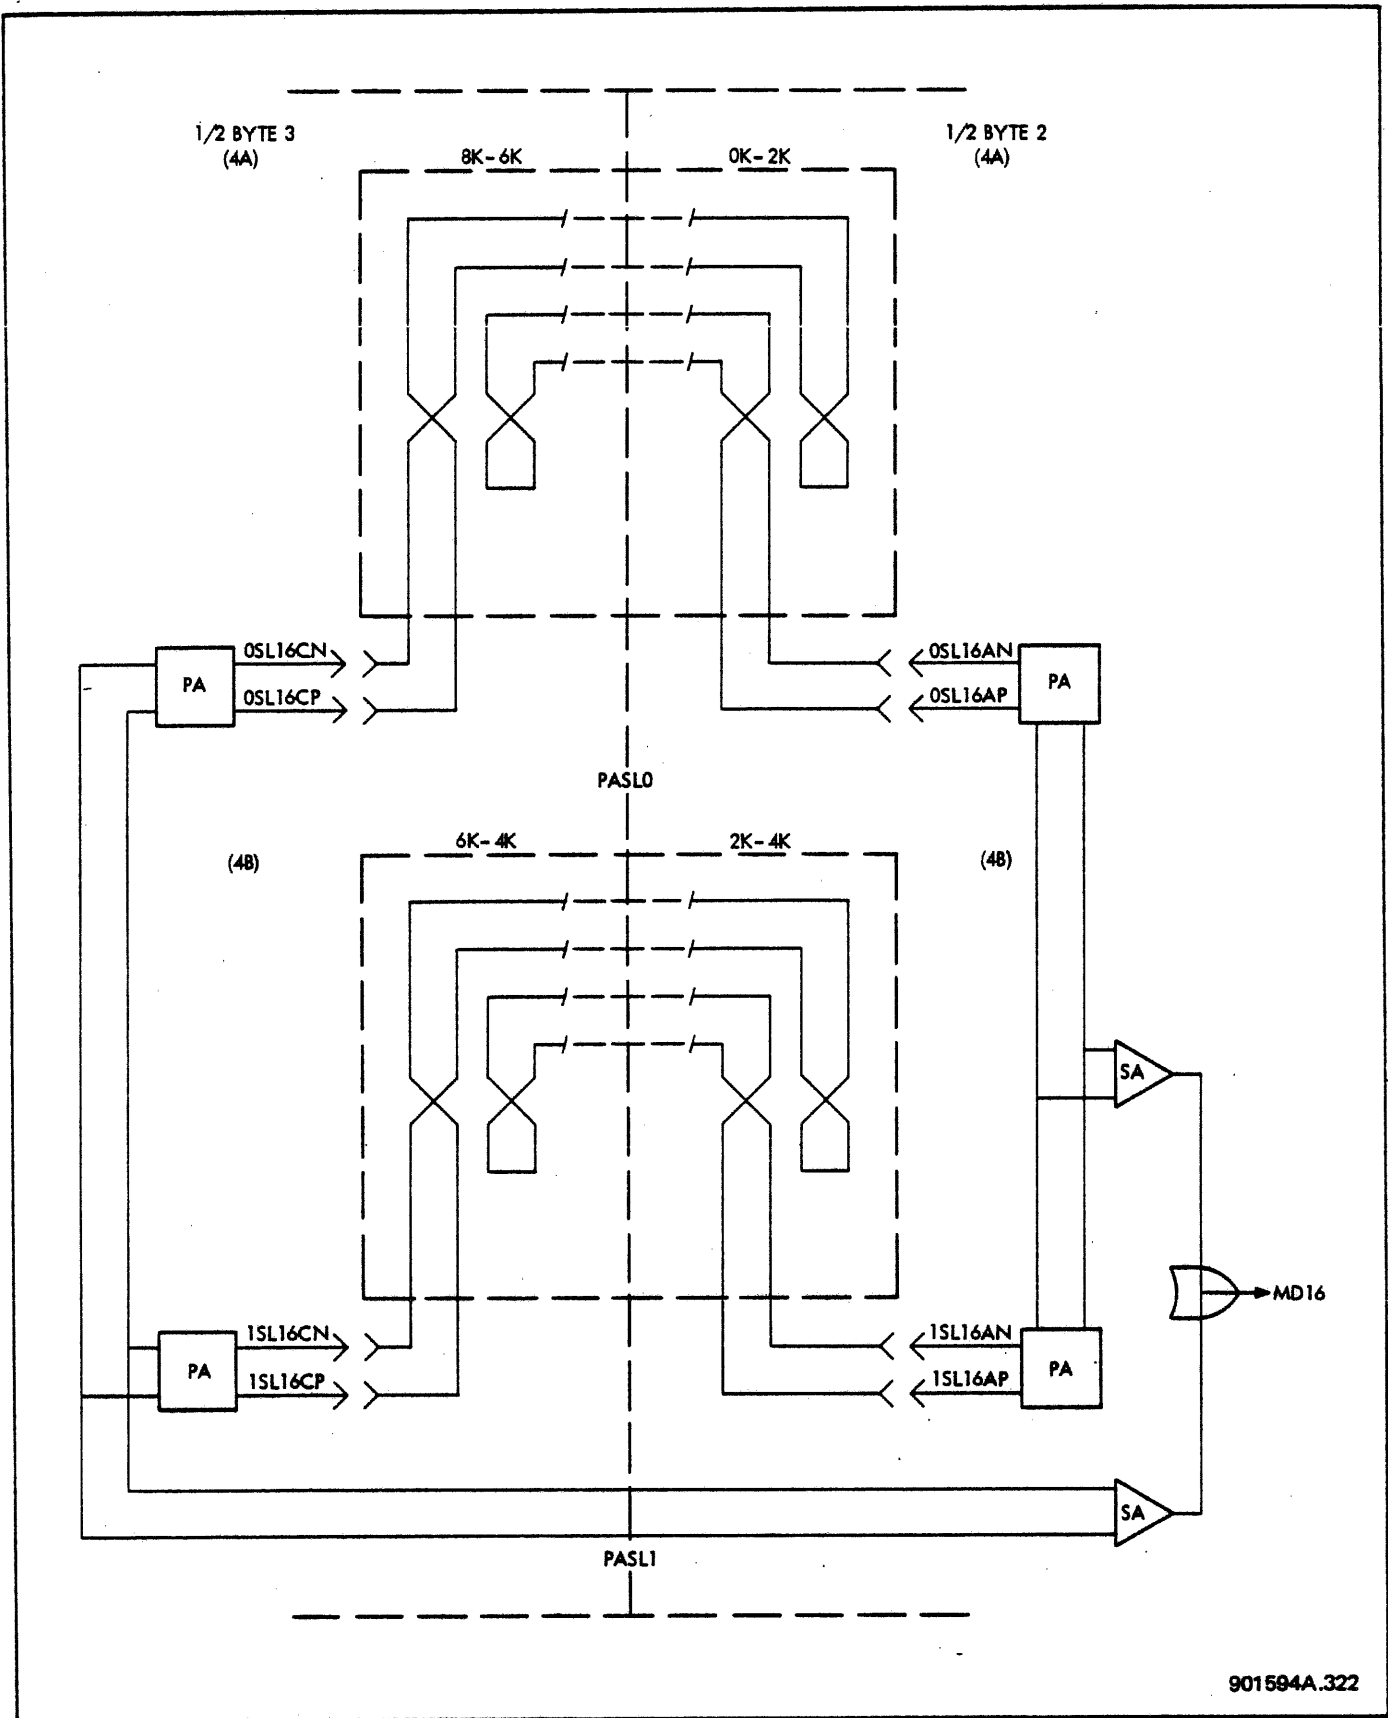 1/2 BYTE 3
(4A)
1/2 BYTE 2
(4A)
8K-6K
0K-2K
0SL16CN
PA
0SL16CP
0SL16AN
PA
0SL16AP
PASL0
6K-4K
2K-4K
(4B)
(4B)
SA
MD16
1SL16CN
PA
1SL16CP
1SL16AN
PA
1SL16AP
SA
PASL1
901594A.322